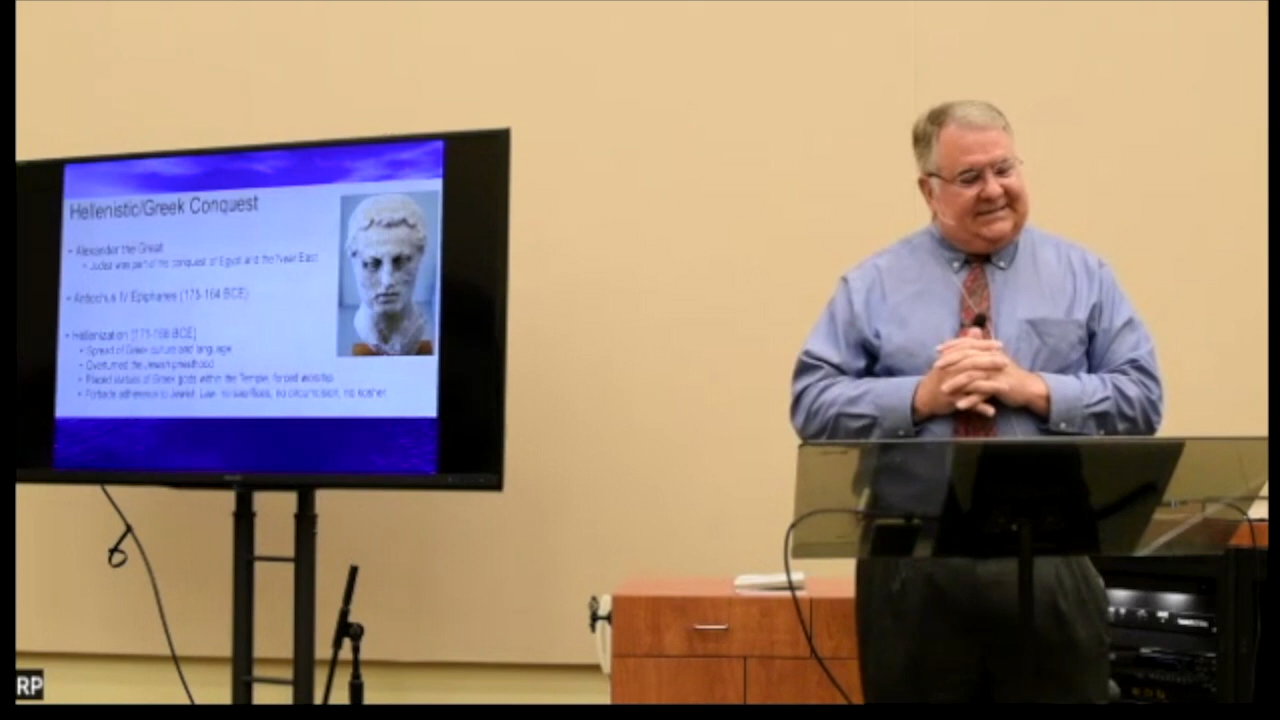 Hellenistic/Greek Conquest
• Alexander the Great
• Judea was part of his conquest of Egypt and the Near East
• Antiochus IV Epiphanes (175-164 BCE)
• Hellenization (171-168 BCE)
• Spread of Greek culture and language
• Overturned the Jewish priesthood
• Placed statues of Greek gods within the Temple, forced worship
• Forbade adherence to Jewish Law: no sacrifices, no circumcision, no kosher
RP